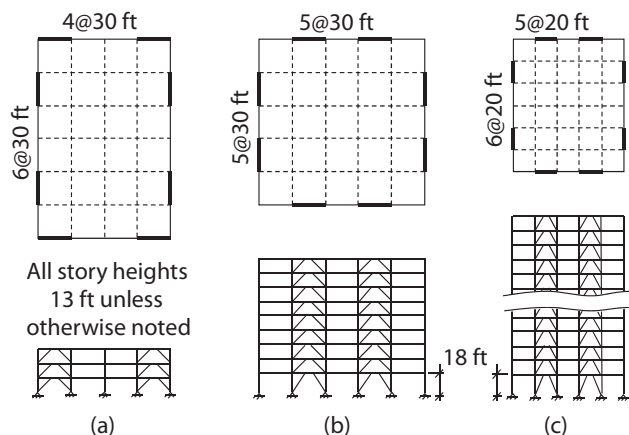 4@30 ft
5@30 ft
5@20 ft
6@30 ft
5@30 ft
6@20 ft
All story heights
13 ft unless
otherwise noted
18 ft
(a)
(b)
(c)